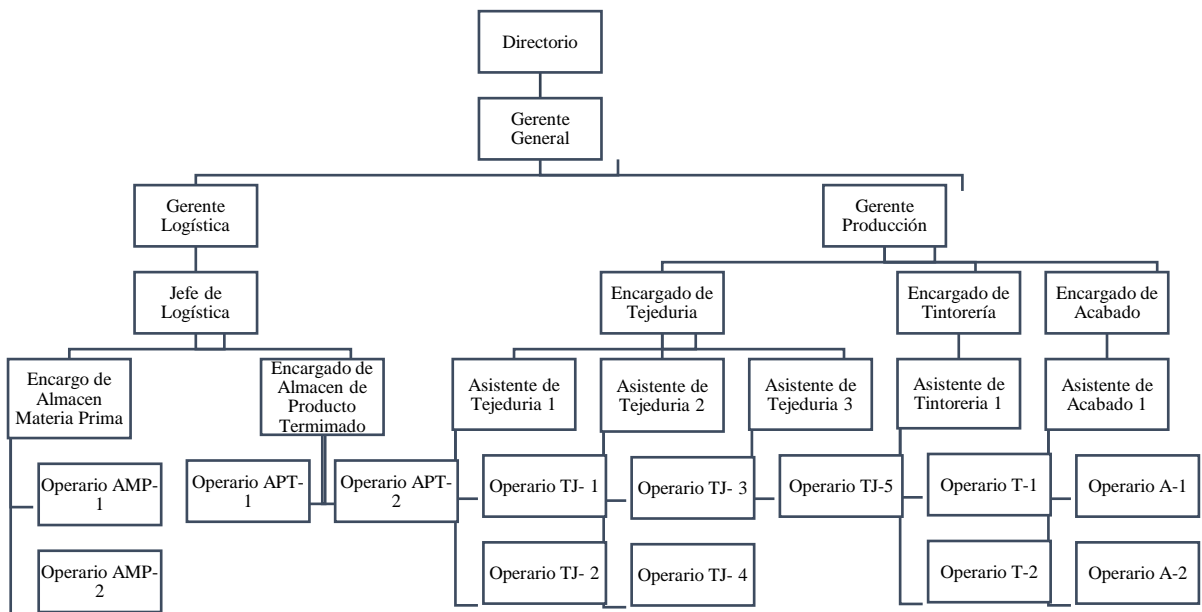 Directorio
Gerente
General
Gerente
Logística
Gerente
Producción
Jefe de
Logística
Encargado de
Tejeduria
Encargado de
Tintorería
Encargado de
Acabado
Encargo de
Almacen
Materia Prima
Encargado de
Almacen de
Producto
Termimado
Asistente de
Tejeduria 1
Asistente de
Tejeduria 2
Asistente de
Tejeduria 3
Asistente de
Tintoreria 1
Asistente de
Acabado 1
Operario AMP-
1
Operario APT-
1
Operario APT-
2
Operario TJ- 1
Operario TJ- 3
Operario TJ-5
Operario T-1
Operario A-1
Operario AMP-
2
Operario TJ- 2
Operario TJ- 4
Operario T-2
Operario A-2